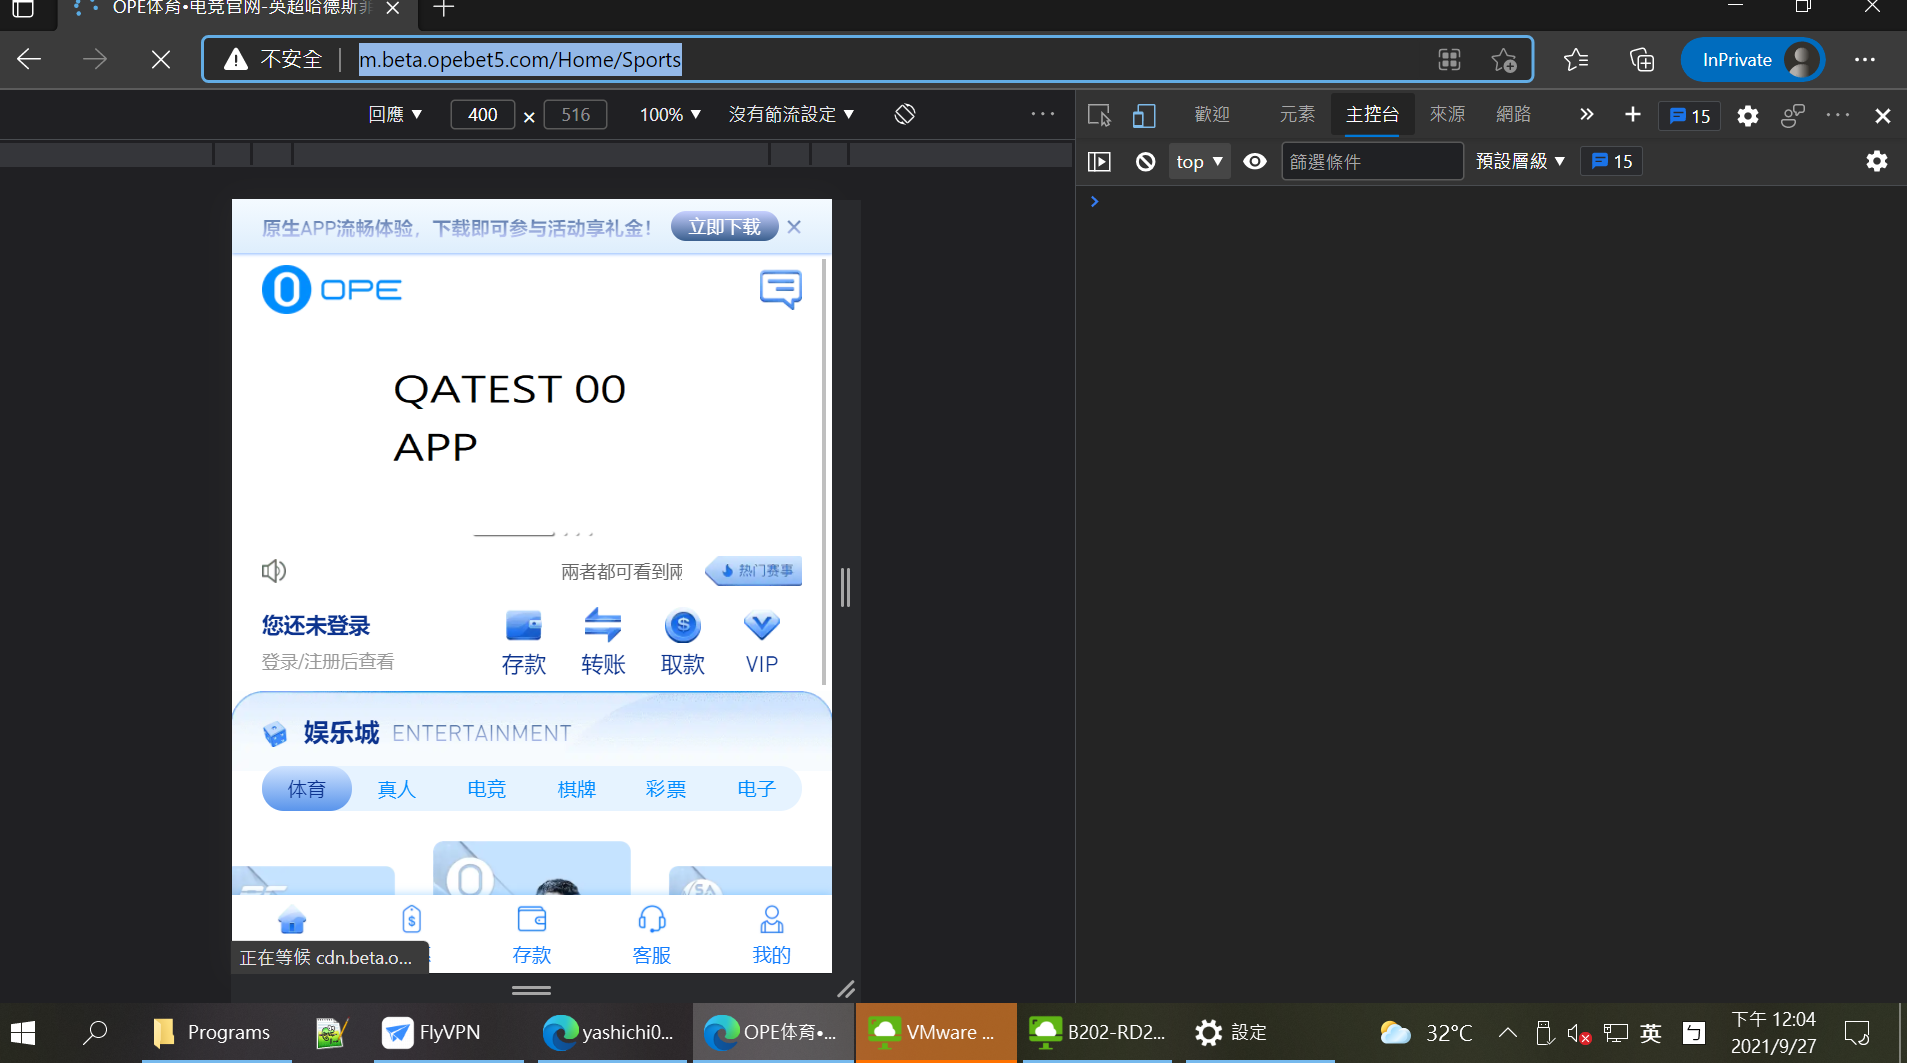 OPE体育•电竞官网-英超哈德斯菲
不安全
m.beta.opebet5.com/Home/Sports
InPrivate
回應 ▼
400 × 516
100% ▼
沒有節流設定 ▼
歡迎
元素
主控台
來源
網路
15
top ▼
篩選條件
預設層級 ▼
15
原生APP流畅体验，下载即可参与活动享礼金！
立即下载
OPE
QATEST 00
APP
兩者都可看到兩
热门赛事
您还未登录
登录/注册后查看
存款
转账
取款
VIP
娱乐城 ENTERTAINMENT
体育
真人
电竞
棋牌
彩票
电子
SA
存款
客服
我的
正在等候 cdn.beta.o...
Programs
FlyVPN
yashichi0...
OPE体育•...
VMware ...
B202-RD2...
設定
32°C
英
下午 12:04
2021/9/27